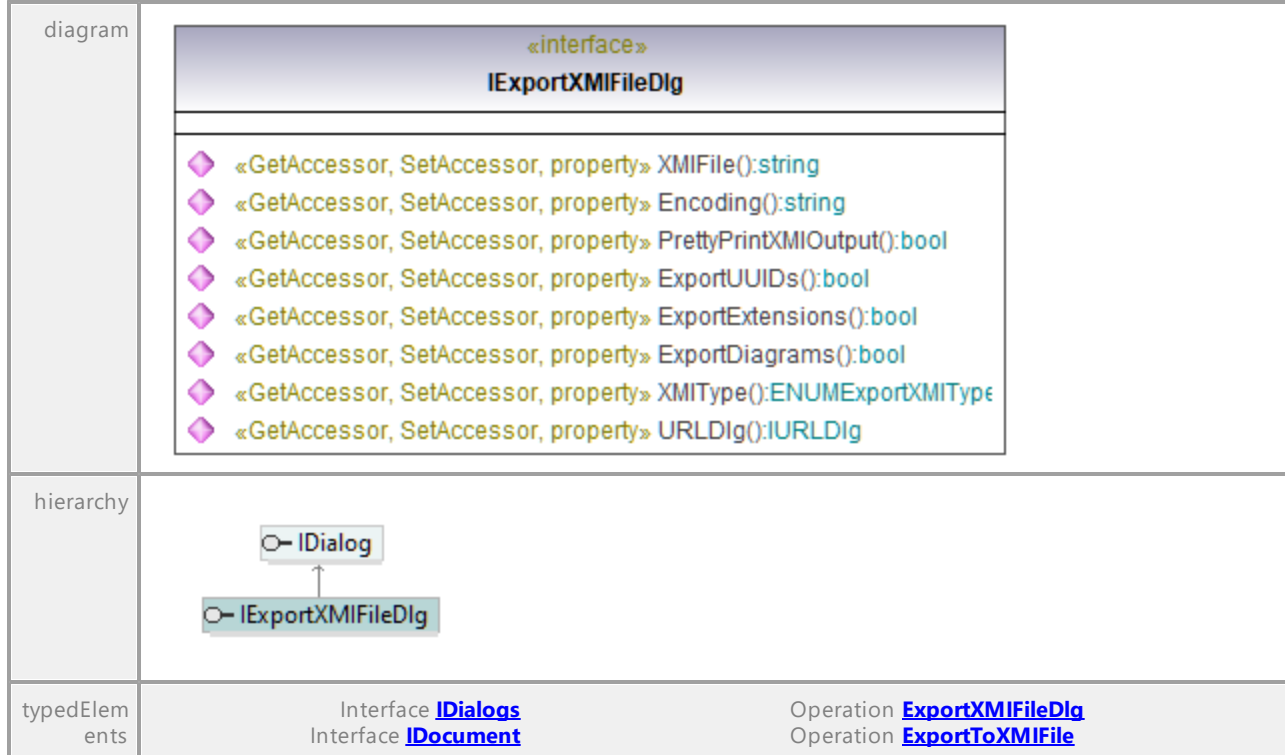 diagram
«interface»
IExportXMIFileDlg
«GetAccessor, SetAccessor, property» XMIFile():string
«GetAccessor, SetAccessor, property» Encoding():string
«GetAccessor, SetAccessor, property» PrettyPrintXMIOutput():bool
«GetAccessor, SetAccessor, property» ExportUUIDs():bool
«GetAccessor, SetAccessor, property» ExportExtensions():bool
«GetAccessor, SetAccessor, property» ExportDiagrams():bool
«GetAccessor, SetAccessor, property» XMIType():ENUMExportXMIType
«GetAccessor, SetAccessor, property» URLDlg():IURLDlg
hierarchy
IDialog
IExportXMIFileDlg
typedElem
ents
Interface IDialogs Operation ExportXMIFileDlg
Interface IDocument Operation ExportToXMIFile